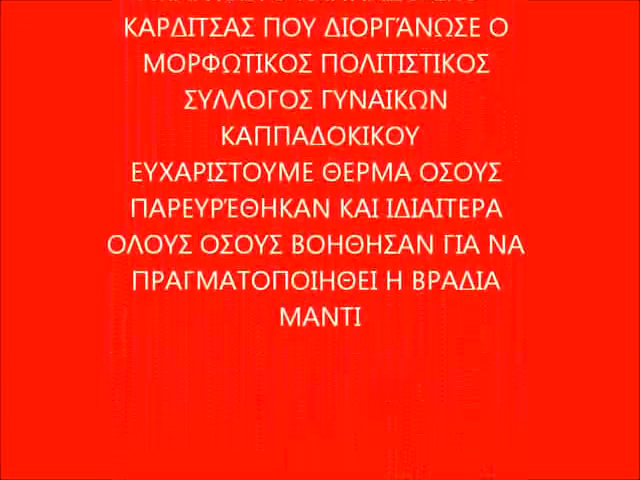 ΚΑΡΔΙΤΣΑΣ ΠΟΥ ΔΙΟΡΓΆΝΩΣΕ Ο
ΜΟΡΦΩΤΙΚΟΣ ΠΟΛΙΤΙΣΤΙΚΟΣ
ΣΥΛΛΟΓΟΣ ΓΥΝΑΙΚΩΝ
ΚΑΠΠΑΔΟΚΙΚΟΥ
ΕΥΧΑΡΙΣΤΟΥΜΕ ΘΕΡΜΑ ΟΣΟΥΣ
ΠΑΡΕΥΡΈΘΗΚΑΝ ΚΑΙ ΙΔΙΑΙΤΕΡΑ
ΟΛΟΥΣ ΟΣΟΥΣ ΒΟΗΘΗΣΑΝ ΓΙΑ ΝΑ
ΠΡΑΓΜΑΤΟΠΟΙΗΘΕΙ Η ΒΡΑΔΙΑ
ΜΑΝΤΙ